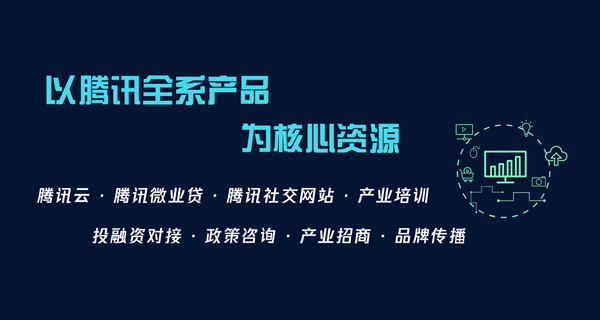 以腾讯全系产品
为核心资源
腾讯云 · 腾讯微业贷 · 腾讯社交网站 · 产业培训
投融资对接 · 政策咨询 · 产业招商 · 品牌传播